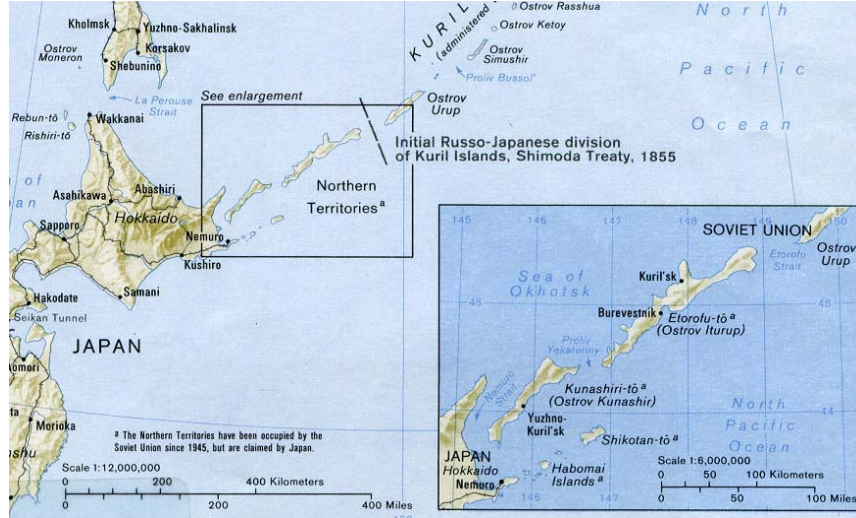 Kholmsk
Yuzhno-Sakhalinsk
Ostrov
Moneron
Korsakov
Shebunino
La Perouse
Strait
Rebun-tō
Rishiri-tō
Wakkanai
See enlargement
KURIL
(administered
Ostrov Rasshua
Ostrov Ketoy
Ostrov
Simushir
Proliv Bussol'
Ostrov
Urup
North
Pacific
Ocean
Initial Russo-Japanese division
of Kuril Islands, Shimoda Treaty, 1855
Northern
Territories a
Abashiri
Asahikawa
Hokkaido
Sapporo
Nemuro
Kushiro
Samani
Hakodate
Seikan Tunnel
JAPAN
Aomori
Morioka
a The Northern Territories have been occupied by the
Soviet Union since 1945, but are claimed by Japan.
Scale 1:12,000,000
0 200 400 Kilometers
0 200 400 Miles
145 146 147 148 149 150
SOVIET UNION
Etorofu
Strait
Ostrov
Urup
Sea of
Okhotsk
Kuril'sk
45
45
Burevestnik
Etorofu-tō a
(Ostrov Iturup)
Proliv
Yekateriny
Nemuro
Strait
Kunashiri-tō a
(Ostrov Kunashir)
44
North
Pacific
Ocean
Yuzhno-
Kuril'sk
Shikotan-tō a
JAPAN
Hokkaido
Nemuro
Habomai
Islands a
146
147
Scale 1:6,000,000
0 50 100 Kilometers
0 50 100 Miles